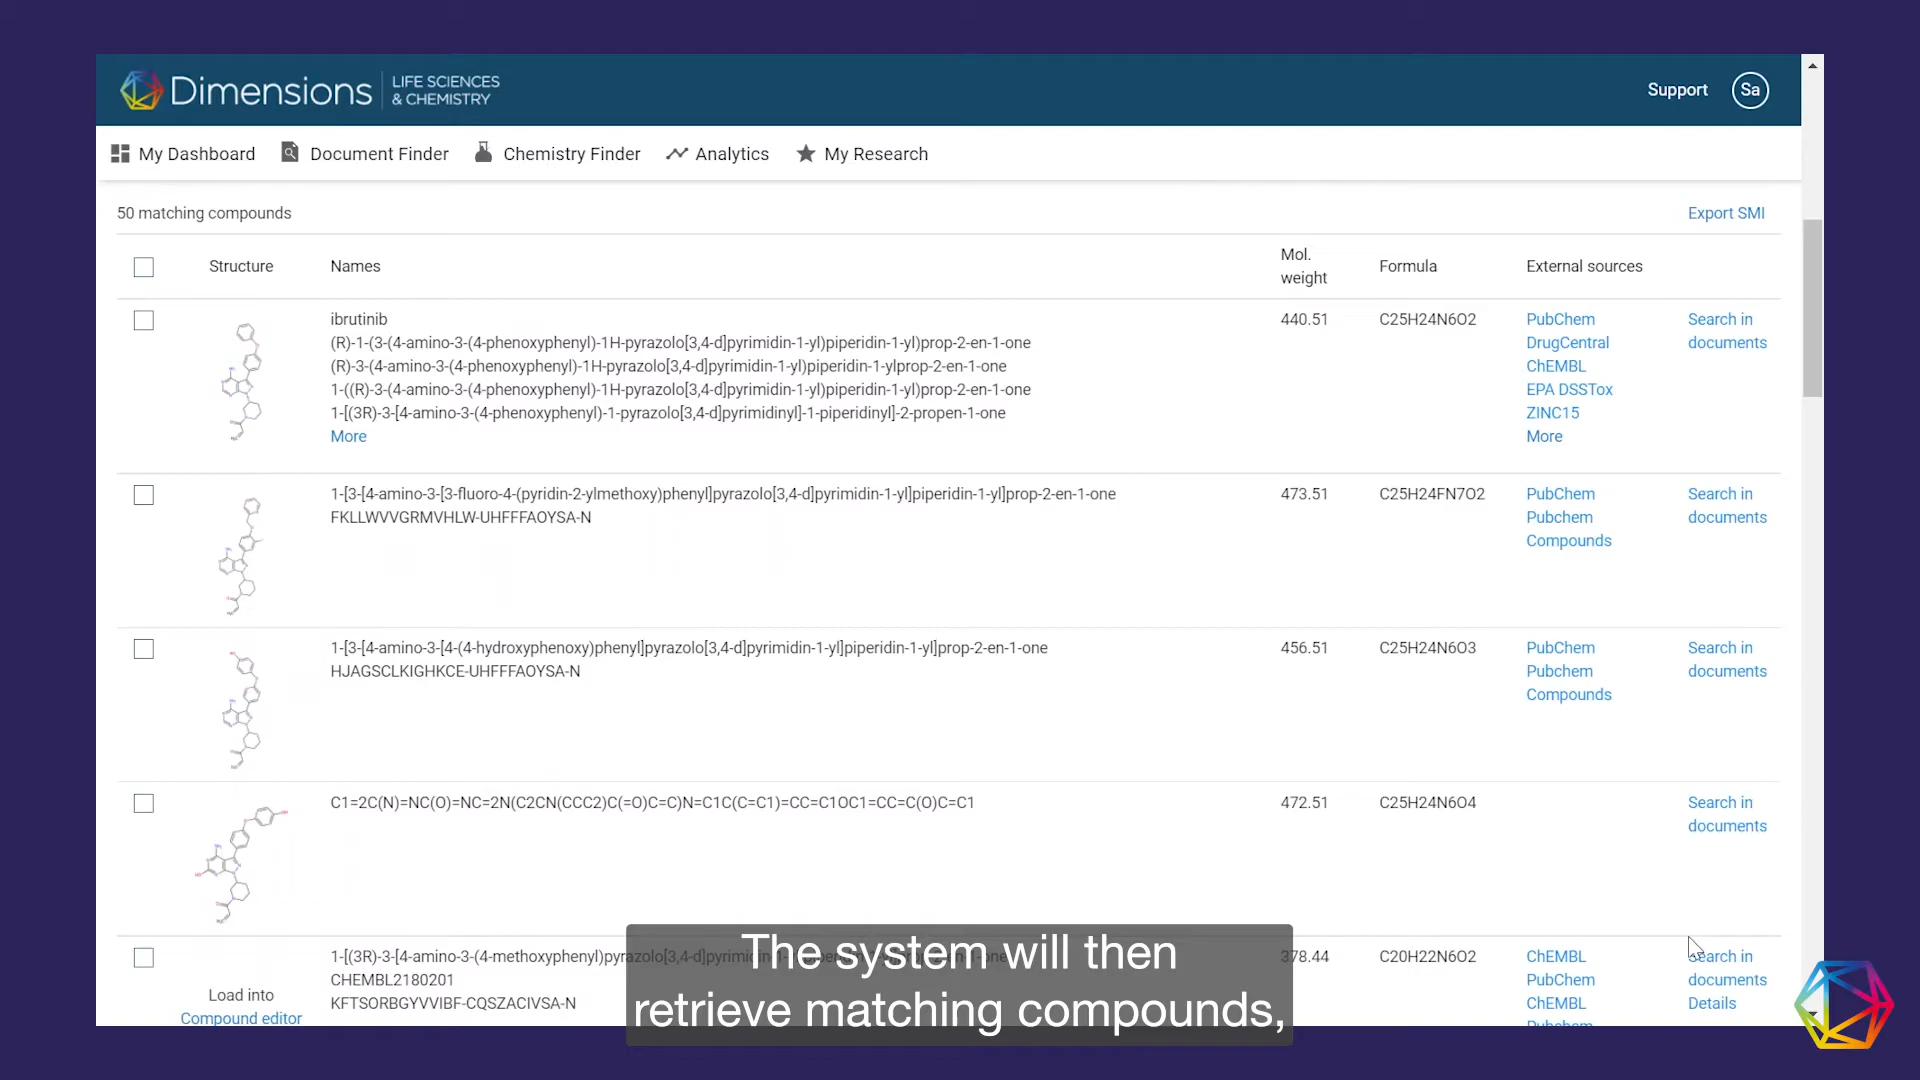 Dimensions
LIFE SCIENCES
& CHEMISTRY
Support
Sa
My Dashboard
Document Finder
Chemistry Finder
Analytics
My Research
50 matching compounds
Export SMI
Structure
Names
Mol.
weight
Formula
External sources
ibrutinib
(R)-1-(3-(4-amino-3-(4-phenoxyphenyl)-1H-pyrazolo[3,4-d]pyrimidin-1-yl)piperidin-1-yl)prop-2-en-1-one
(R)-3-(4-amino-3-(4-phenoxyphenyl)-1H-pyrazolo[3,4-d]pyrimidin-1-yl)piperidin-1-ylprop-2-en-1-one
1-((R)-3-(4-amino-3-(4-phenoxyphenyl)-1H-pyrazolo[3,4-d]pyrimidin-1-yl)piperidin-1-yl)prop-2-en-1-one
1-[(3R)-3-[4-amino-3-(4-phenoxyphenyl)-1-pyrazolo[3,4-d]pyrimidinyl]-1-piperidinyl]-2-propen-1-one
More
440.51
C25H24N6O2
PubChem
DrugCentral
ChEMBL
EPA DSSTox
ZINC15
More
Search in
documents
1-[3-[4-amino-3-[3-fluoro-4-(pyridin-2-ylmethoxy)phenyl]pyrazolo[3,4-d]pyrimidin-1-yl]piperidin-1-yl]prop-2-en-1-one
FKLLWVVGRMVHLW-UHFFFAOYSA-N
473.51
C25H24FN7O2
PubChem
Pubchem
Compounds
Search in
documents
1-[3-[4-amino-3-[4-(4-hydroxyphenoxy)phenyl]pyrazolo[3,4-d]pyrimidin-1-yl]piperidin-1-yl]prop-2-en-1-one
HJAGSCLKIGHKCE-UHFFFAOYSA-N
456.51
C25H24N6O3
PubChem
Pubchem
Compounds
Search in
documents
C1=2C(N)=NC(O)=NC=2N(C2CN(CCC2)C(=O)C=C)N=C1C(C=C1)=CC=C1OC1=CC=C(O)C=C1
472.51
C25H24N6O4
Search in
documents
Load into
Compound editor
1-[(3R)-3-[4-amino-3-(4-methoxyphenyl)pyrazolo[3,4-d]pyrimidin-1-
CHEMBL2180201
KFTSORBGYVVIBF-CQSZACIVSA-N
378.44
C20H22N6O2
ChEMBL
PubChem
ChEMBL
Pubchem
Search in
documents
Details
The system will then
retrieve matching compounds,